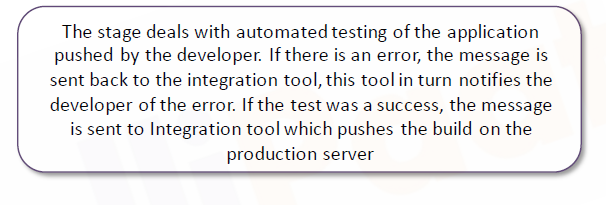 The stage deals with automated testing of the application
pushed by the developer. If there is an error, the message is
sent back to the integration tool, this tool in turn notifies the
developer of the error. If the test was a success, the message
is sent to Integration tool which pushes the build on the
production server